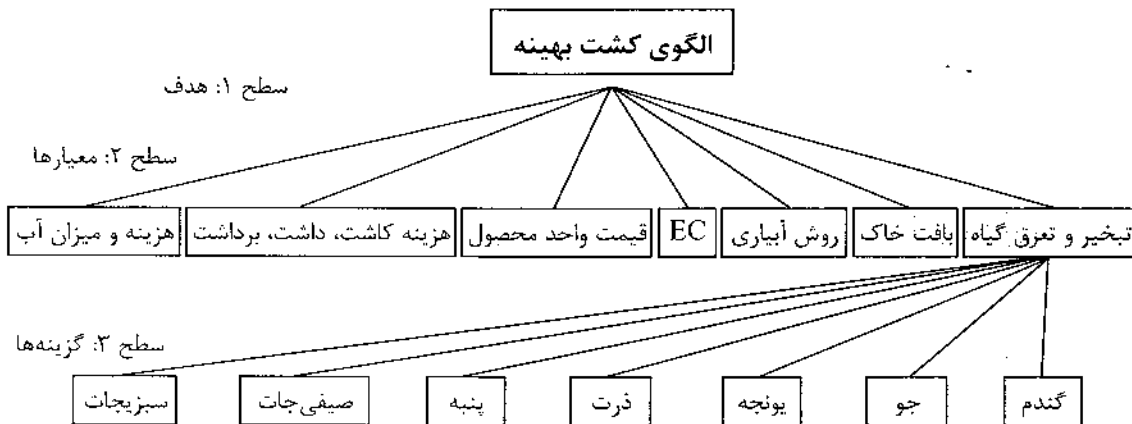 الگوی کشت بهینه
سطح ۱: هدف
سطح ۲: معیارها
تبخیر و تعرق گیاه
بافت خاک
روش آبیاری
EC
قیمت واحد محصول
هزینه کاشت، داشت، برداشت
هزینه و میزان آب
سطح ۳: گزینه‌ها
گندم
جو
یونجه
ذرت
پنبه
صیفی‌جات
سبزیجات